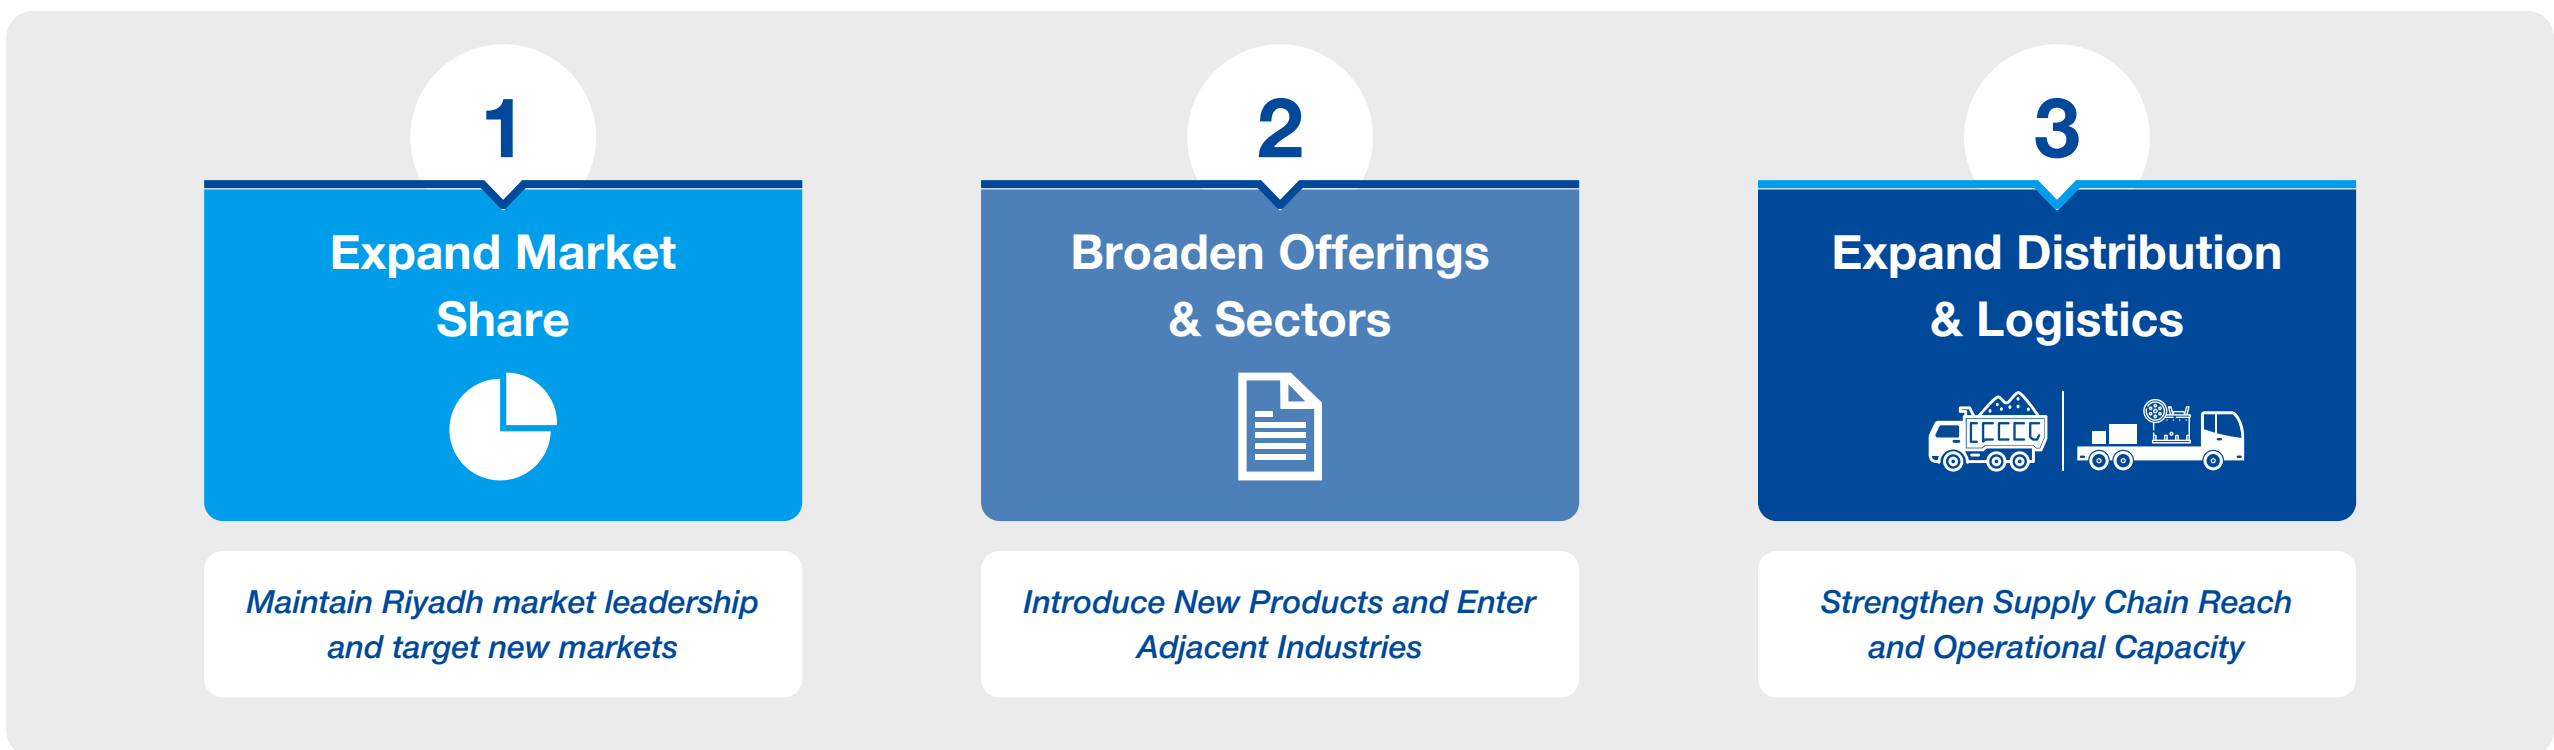 1
Expand Market
Share
Maintain Riyadh market leadership
and target new markets
2
Broaden Offerings
& Sectors
Introduce New Products and Enter
Adjacent Industries
3
Expand Distribution
& Logistics
Strengthen Supply Chain Reach
and Operational Capacity